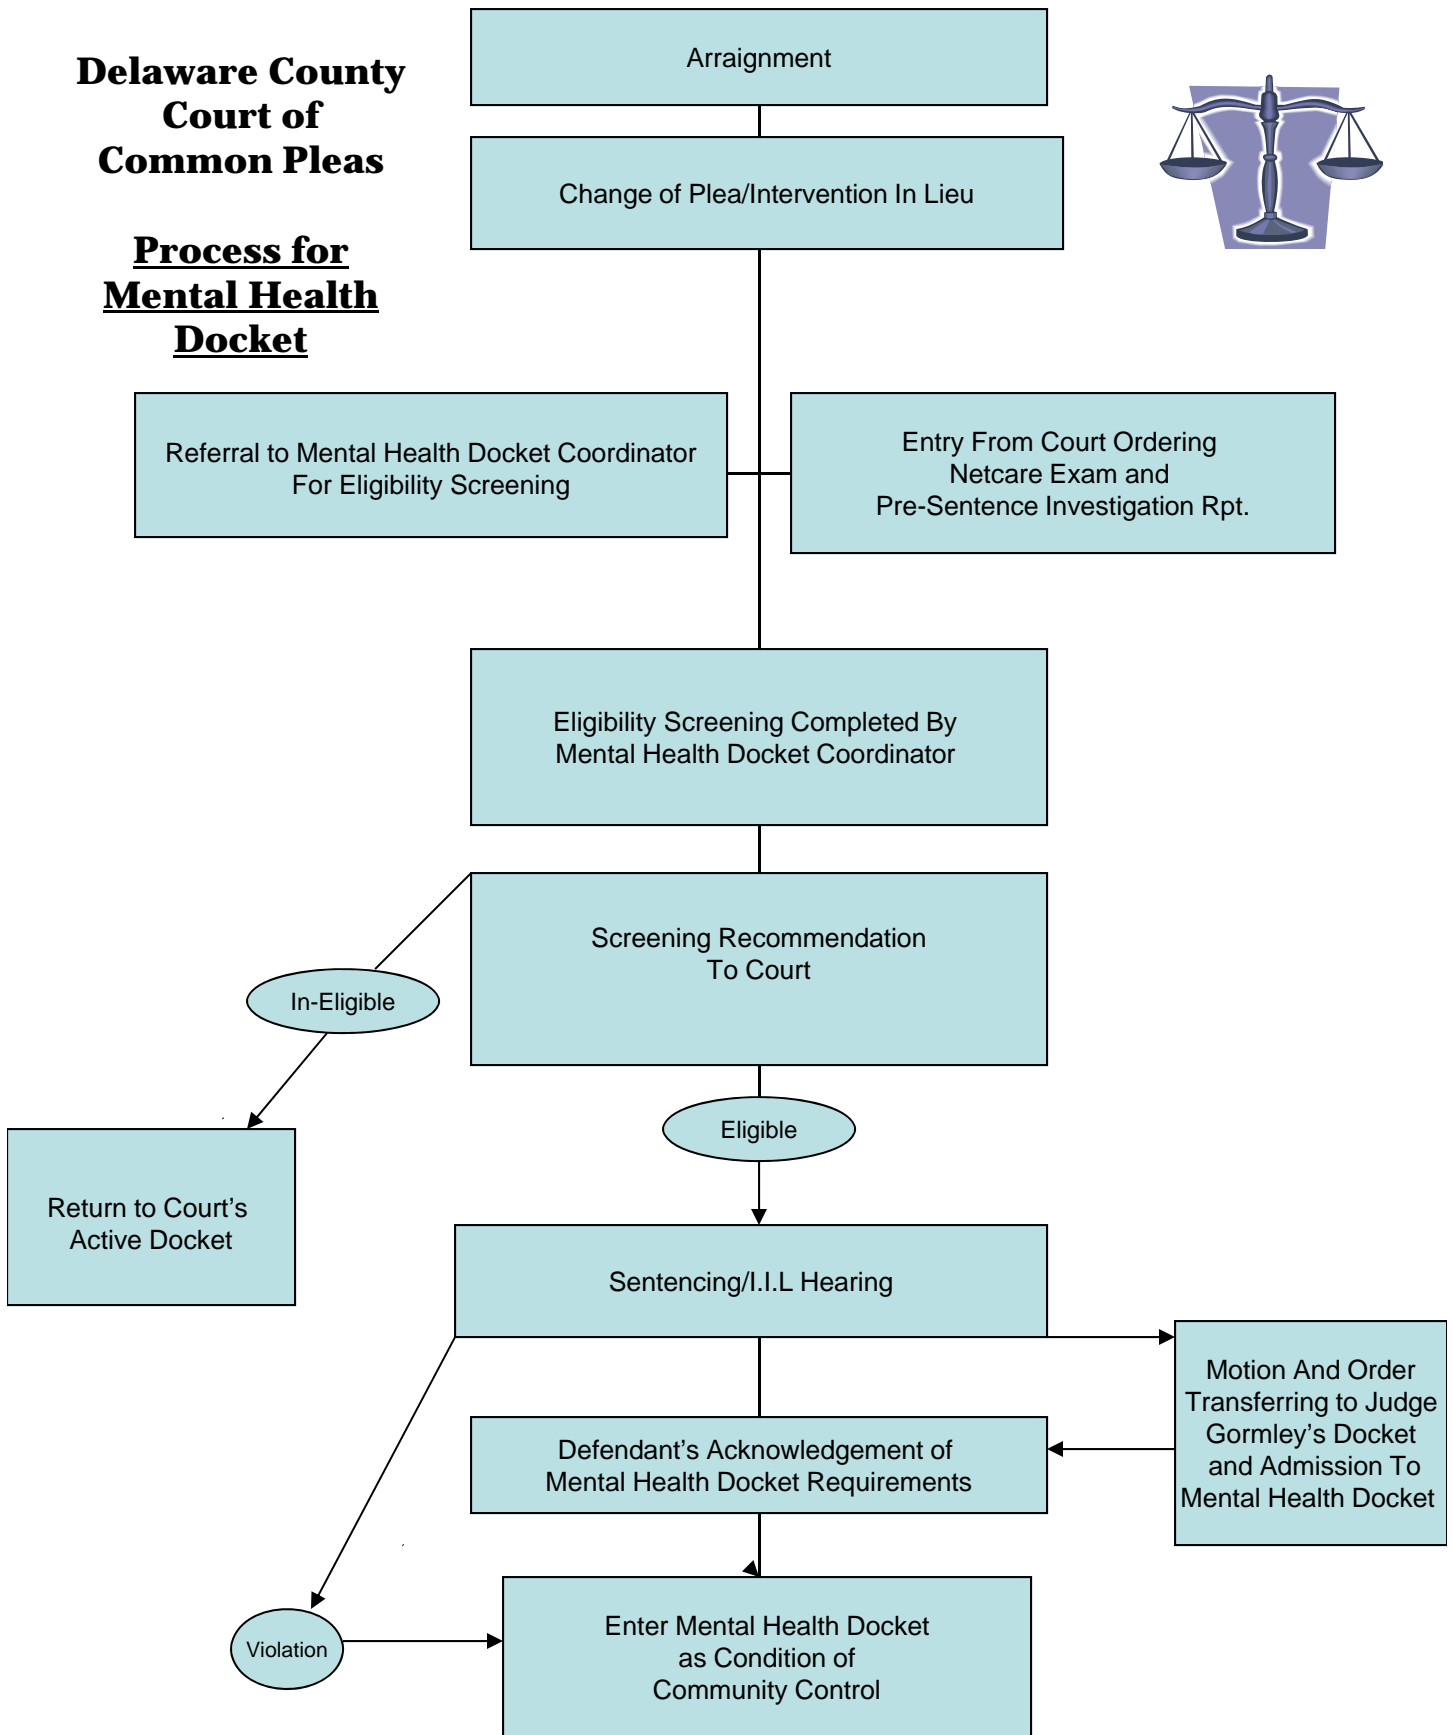 Delaware County
Court of
Common Pleas
Process for
Mental Health
Docket
Arraignment
Change of Plea/Intervention In Lieu
Referral to Mental Health Docket Coordinator
For Eligibility Screening
Entry From Court Ordering
Netcare Exam and
Pre-Sentence Investigation Rpt.
Eligibility Screening Completed By
Mental Health Docket Coordinator
Screening Recommendation
To Court
In-Eligible
Eligible
Return to Court’s
Active Docket
Sentencing/I.I.L Hearing
Motion And Order
Transferring to Judge
Gormley’s Docket
and Admission To
Mental Health Docket
Defendant’s Acknowledgement of
Mental Health Docket Requirements
Violation
Enter Mental Health Docket
as Condition of
Community Control